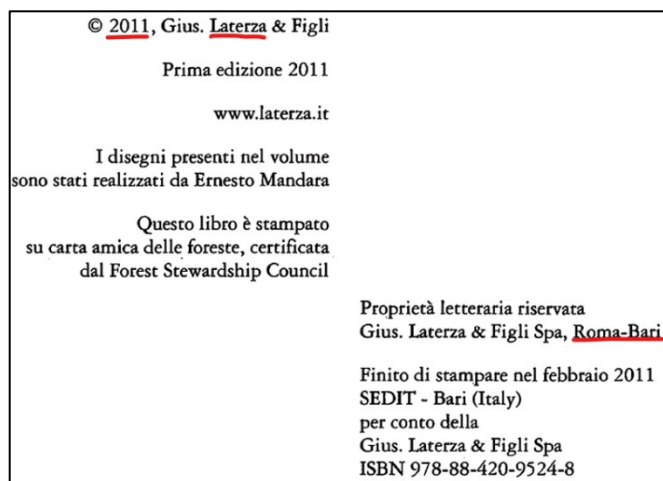 © 2011, Gius. Laterza & Figli
Prima edizione 2011
www.laterza.it
I disegni presenti nel volume
sono stati realizzati da Ernesto Mandara
Questo libro è stampato
su carta amica delle foreste, certificata
dal Forest Stewardship Council
Proprietà letteraria riservata
Gius. Laterza & Figli Spa, Roma-Bari
Finito di stampare nel febbraio 2011
SEDIT - Bari (Italy)
per conto della
Gius. Laterza & Figli Spa
ISBN 978-88-420-9524-8